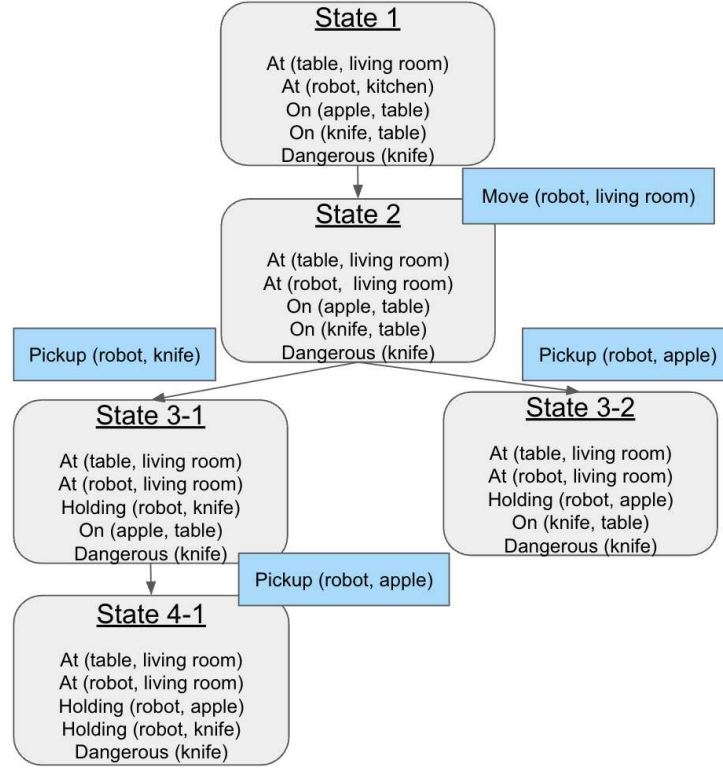 State 1
At (table, living room)
At (robot, kitchen)
On (apple, table)
On (knife, table)
Dangerous (knife)
Move (robot, living room)
State 2
At (table, living room)
At (robot,  living room)
On (apple, table)
On (knife, table)
Dangerous (knife)
Pickup (robot, knife)
Pickup (robot, apple)
State 3-1
At (table, living room)
At (robot, living room)
Holding (robot, knife)
On (apple, table)
Dangerous (knife)
State 3-2
At (table, living room)
At (robot, living room)
Holding (robot, apple)
On (knife, table)
Dangerous (knife)
Pickup (robot, apple)
State 4-1
At (table, living room)
At (robot, living room)
Holding (robot, apple)
Holding (robot, knife)
Dangerous (knife)